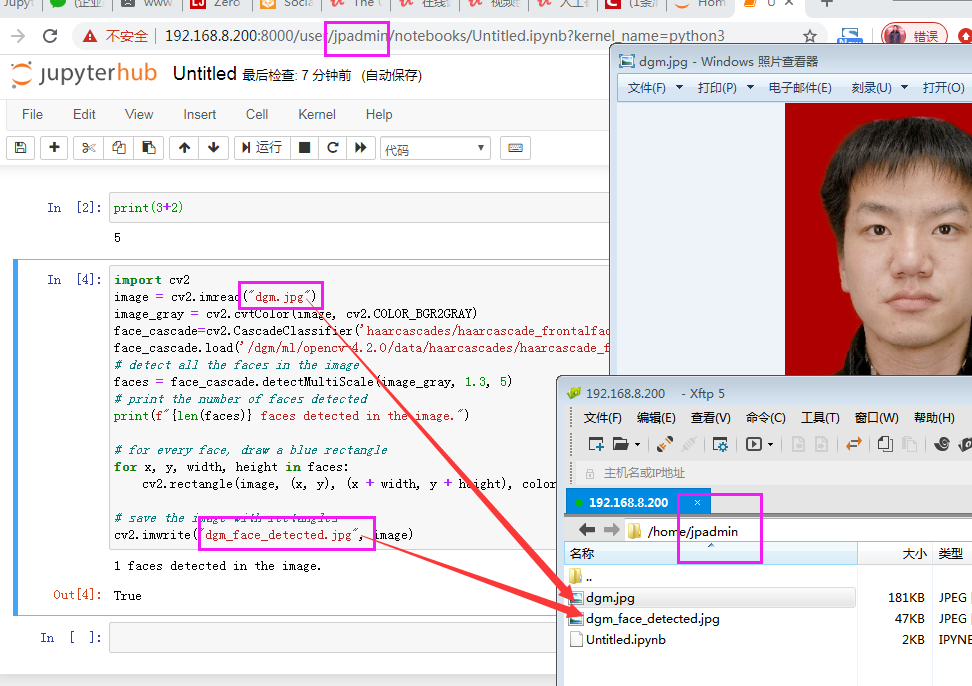 Jupyt
(企业
www
Zero
Socia
The C
在线
视频
人工
(1条
Hom
U
不安全
192.168.8.200:8000/user/jpadmin/notebooks/Untitled.ipynb?kernel_name=python3
New
错误
jupyterhub Untitled 最后检查: 7 分钟前 (自动保存)
File Edit View Insert Cell Kernel Help
运行
代码
In [2]: print(3+2)
5
In [4]: import cv2
image = cv2.imread("dgm.jpg")
image_gray = cv2.cvtColor(image, cv2.COLOR_BGR2GRAY)
face_cascade=cv2.CascadeClassifier('haarcascades/haarcascade_frontalfac
face_cascade.load('/dgm/ml/opencv-4.2.0/data/haarcascades/haarcascade_f
# detect all the faces in the image
faces = face_cascade.detectMultiScale(image_gray, 1.3, 5)
# print the number of faces detected
print(f"{len(faces)} faces detected in the image.")
# for every face, draw a blue rectangle
for x, y, width, height in faces:
cv2.rectangle(image, (x, y), (x + width, y + height), color
# save the image with rectangles
cv2.imwrite("dgm_face_detected.jpg", image)
1 faces detected in the image.
Out[4]: True
In [ ]:
dgm.jpg - Windows 照片查看器
文件(F) 打印(P) 电子邮件(E) 刻录(U) 打开(O)
192.168.8.200 - Xftp 5
文件(F) 编辑(E) 查看(V) 命令(C) 工具(T) 窗口(W) 帮助(H)
主机名或IP地址
192.168.8.200 ×
/home/jpadmin
名称 大小 类型
..
dgm.jpg 181KB JPEG
dgm_face_detected.jpg 47KB JPEG
Untitled.ipynb 2KB IPYNE